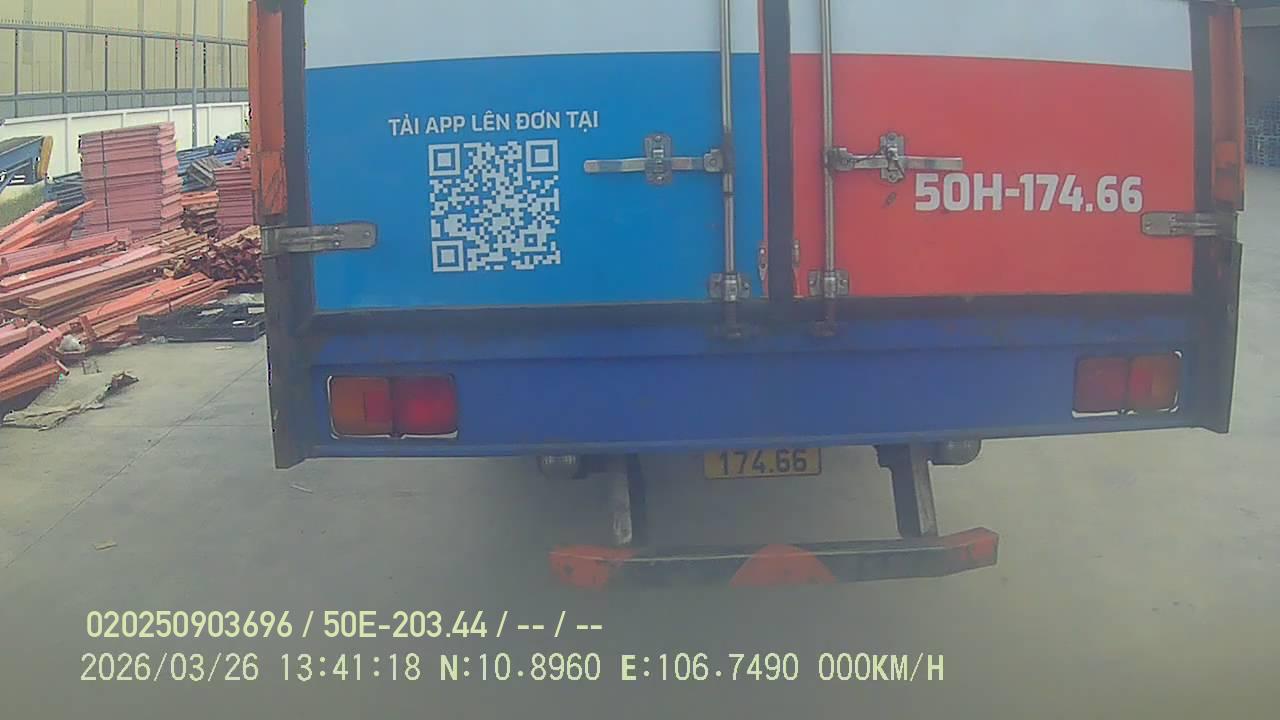 TẢI APP LÊN ĐƠN TẠI
50H-174.66
174.66
020250903696 / 50E-203.44 / -- / --
2026/03/26 13:41:18 N:10.8960 E:106.7490 000KM/H